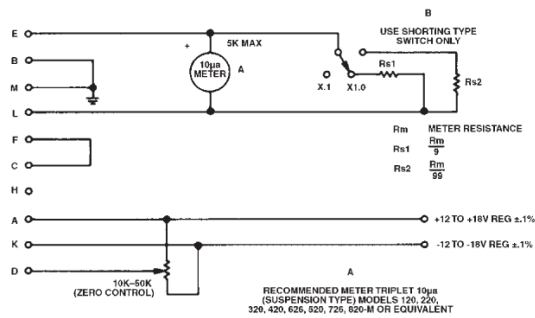 B
USE SHORTING TYPE
SWITCH ONLY
E
+
5K MAX
10µa
METER
A
B
M
L
X.1
X1.0
Rs1
Rs2
Rm METER RESISTANCE
Rs1 Rm
9
Rs2 Rm
99
F
C
H
A
+12 TO +18V REG ±.1%
K
-12 TO -18V REG ±.1%
D
10K–50K
(ZERO CONTROL)
A
RECOMMENDED METER TRIPLET 10µa
(SUSPENSION TYPE) MODELS 120, 220,
320, 420, 626, 520, 725, 820-M OR EQUIVALENT